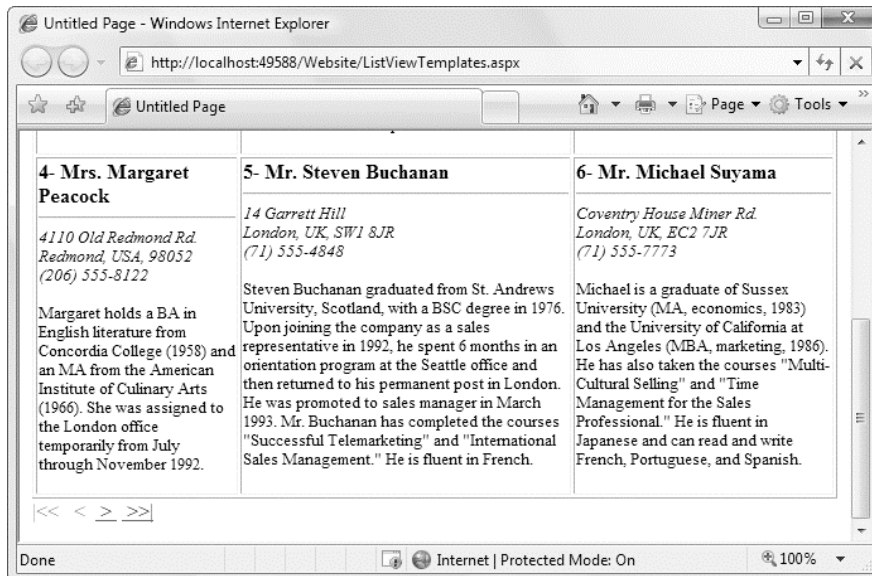 Untitled Page - Windows Internet Explorer
http://localhost:49588/Website/ListViewTemplates.aspx
Untitled Page
Page
Tools
>>
4- Mrs. Margaret
Peacock
4110 Old Redmond Rd.
Redmond, USA, 98052
(206) 555-8122
Margaret holds a BA in
English literature from
Concordia College (1958) and
an MA from the American
Institute of Culinary Arts
(1966). She was assigned to
the London office
temporarily from July
through November 1992.
5- Mr. Steven Buchanan
14 Garrett Hill
London, UK, SW1 8JR
(71) 555-4848
Steven Buchanan graduated from St. Andrews
University, Scotland, with a BSC degree in 1976.
Upon joining the company as a sales
representative in 1992, he spent 6 months in an
orientation program at the Seattle office and
then returned to his permanent post in London.
He was promoted to sales manager in March
1993. Mr. Buchanan has completed the courses
"Successful Telemarketing" and "International
Sales Management." He is fluent in French.
6- Mr. Michael Suyama
Coventry House Miner Rd.
London, UK, EC2 7JR
(71) 555-7773
Michael is a graduate of Sussex
University (MA, economics, 1983)
and the University of California at
Los Angeles (MBA, marketing, 1986).
He has also taken the courses "Multi-
Cultural Selling" and "Time
Management for the Sales
Professional." He is fluent in
Japanese and can read and write
French, Portuguese, and Spanish.
|<< < > >>|
Done
Internet | Protected Mode: On
100%